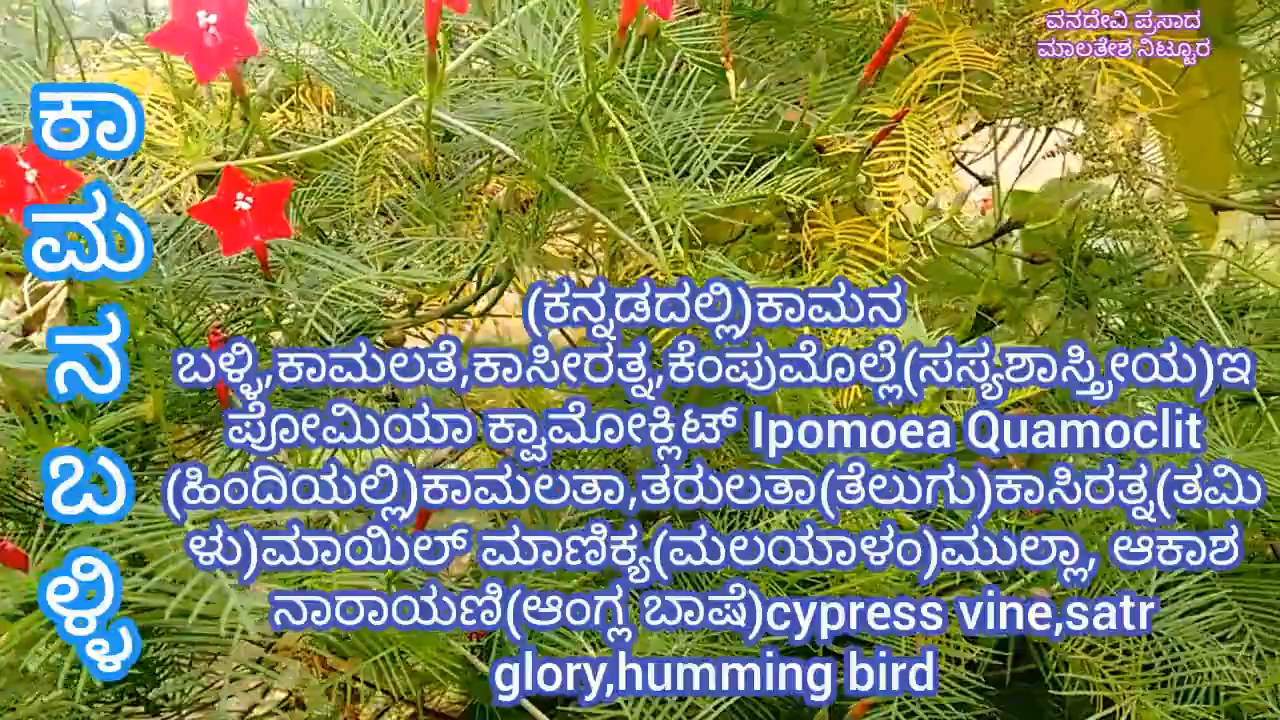 ವನದೇವಿ ಪ್ರಸಾದ
ಮಾಲತೇಶ ನಿಟ್ಟೂರ
ಕಾಮನಬಳ್ಳಿ
(ಕನ್ನಡದಲ್ಲಿ)ಕಾಮನ
ಬಳ್ಳಿ,ಕಾಮಲತೆ,ಕಾಸೀರತ್ನ,ಕೆಂಪುಮೊಲ್ಲೆ(ಸಸ್ಯಶಾಸ್ತ್ರೀಯ)ಇ
ಪೋಮಿಯಾ ಕ್ವಾಮೋಕ್ಲಿಟ್ Ipomoea Quamoclit
(ಹಿಂದಿಯಲ್ಲಿ)ಕಾಮಲತಾ,ತರುಲತಾ(ತೆಲುಗು)ಕಾಸಿರತ್ನ(ತಮಿ
ಳು)ಮಾಯಿಲ್ ಮಾಣಿಕ್ಯ(ಮಲಯಾಳಂ)ಮುಲ್ಲಾ, ಆಕಾಶ
ನಾರಾಯಣಿ(ಆಂಗ್ಲ ಬಾಷೆ)cypress vine,satr
glory,humming bird